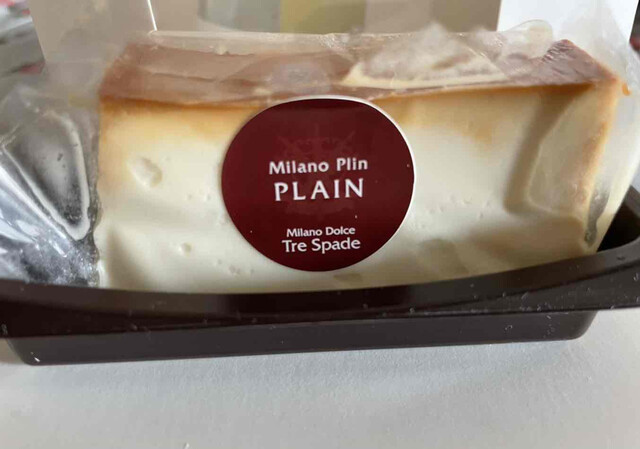 Milano Plin
PLAIN
Milano Dolce
Tre Spade